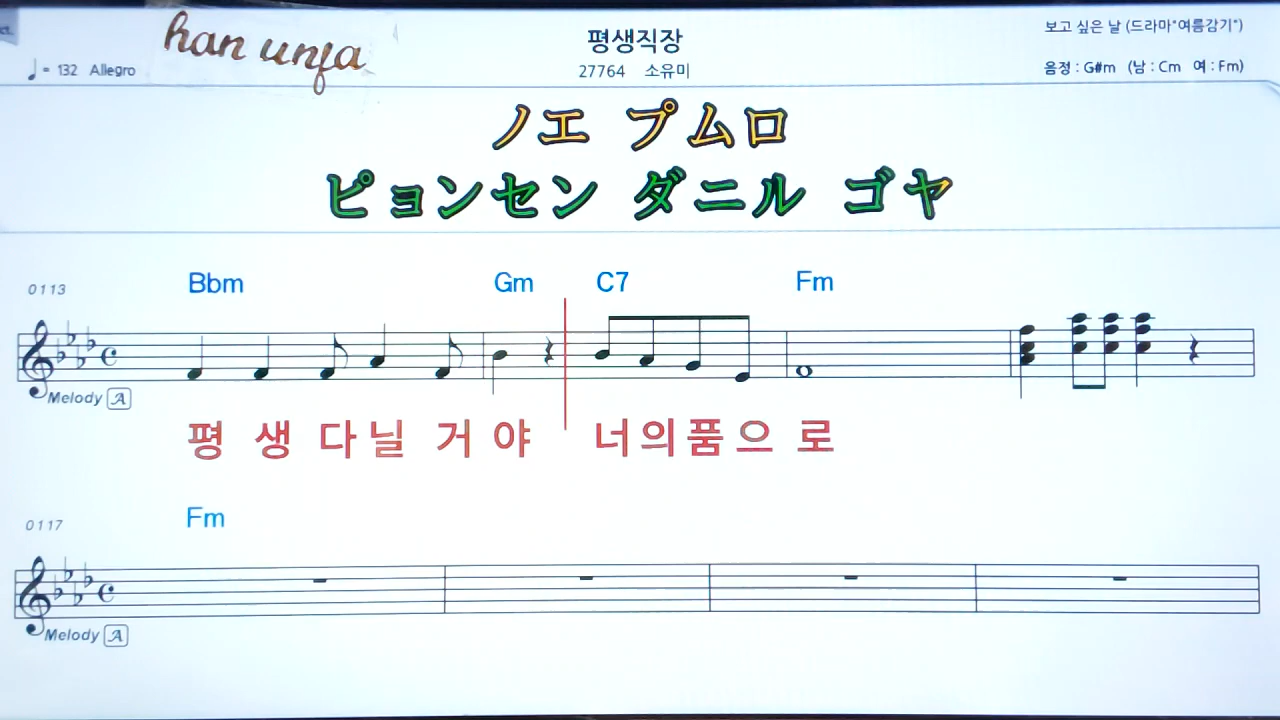 ct.
han unja
평생직장
보고 싶은 날 (드라마"여름감기")
♩ = 132 Allegro
27764 소유미
음정 : G#m (남 : Cm 여 : Fm)
ノエ プムロ
ピョンセン ダニル ゴヤ
0113
Bbm Gm C7 Fm
Melody A
평 생 다 닐 거 야 너 의 품 으 로
0117
Fm
Melody A